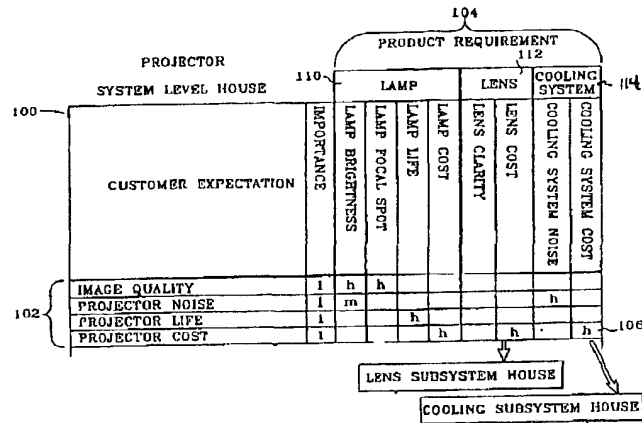 104
PRODUCT REQUIREMENT
112
PROJECTOR
SYSTEM LEVEL HOUSE
110
LAMP
LENS
COOLING SYSTEM
114
100
CUSTOMER EXPECTATION
IMPORTANCE
LAMP BRIGHTNESS
LAMP FOCAL SPOT
LAMP LIFE
LAMP COST
LENS CLARITY
LENS COST
COOLING SYSTEM NOISE
COOLING SYSTEM COST
102
IMAGE QUALITY 1 h h
PROJECTOR NOISE 1 m h
PROJECTOR LIFE 1 h
PROJECTOR COST 1 h h h
106
LENS SUBSYSTEM HOUSE
COOLING SUBSYSTEM HOUSE